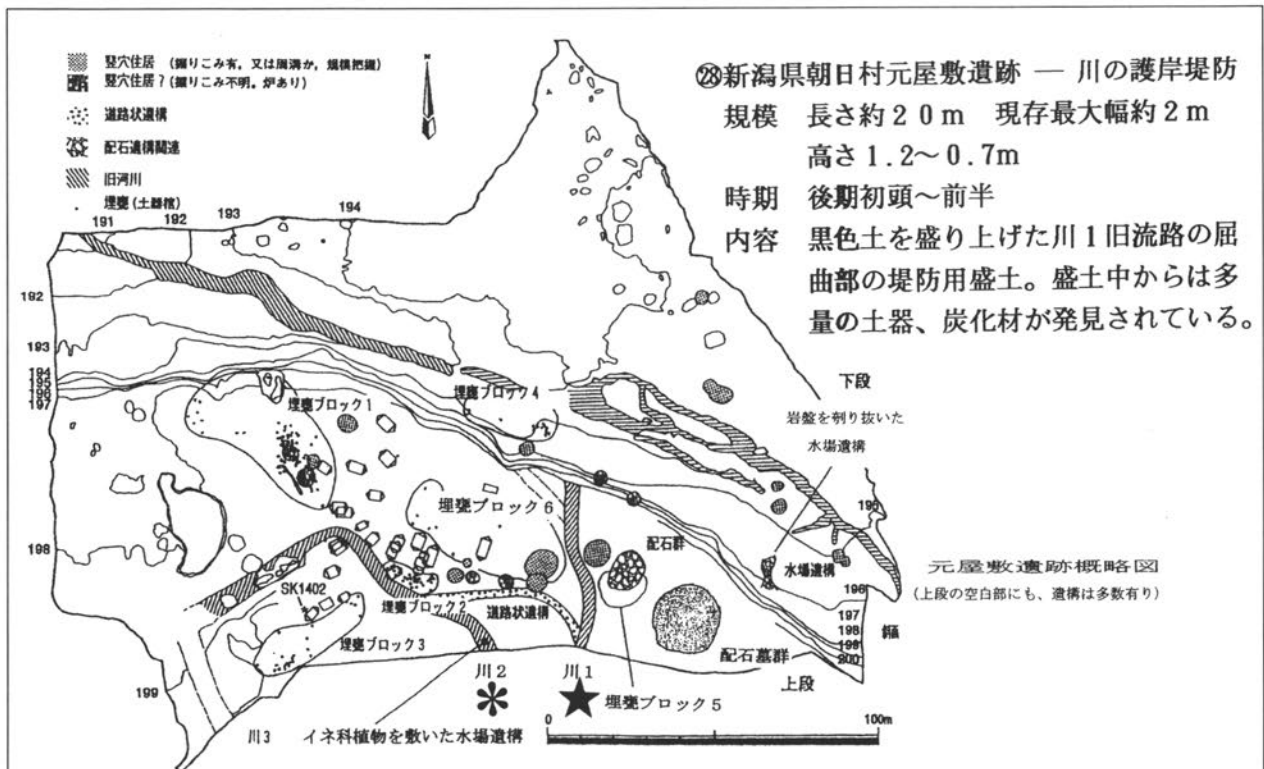 竪穴住居 (掘りこみ有, 又は周溝か, 規模把握)
竪穴住居? (掘りこみ不明。炉あり)
道路状遺構
配石遺構関連
旧河川
埋甕 (土器棺)
N
㉘新潟県朝日村元屋敷遺跡 ― 川の護岸堤防
規模 長さ約20m 現存最大幅約2m
高さ1.2〜0.7m
時期 後期初頭〜前半
内容 黒色土を盛り上げた川1旧流路の屈
曲部の堤防用盛土。盛土中からは多
量の土器、炭化材が発見されている。
191
192
193
194
192
193
194
195
196
197
198
199
埋甕ブロック1
埋甕ブロック4
下段
岩盤を刳り抜いた
水場遺構
195
埋甕ブロック6
配石群
水場遺構
196
197
198
199
200
元屋敷遺跡概略図
(上段の空白部にも、遺構は多数有り)
SK1402
埋甕ブロック2
道路状遺構
埋甕ブロック3
配石墓群
上段
川2
川1
埋甕ブロック5
0
100m
川3
イネ科植物を敷いた水場遺構